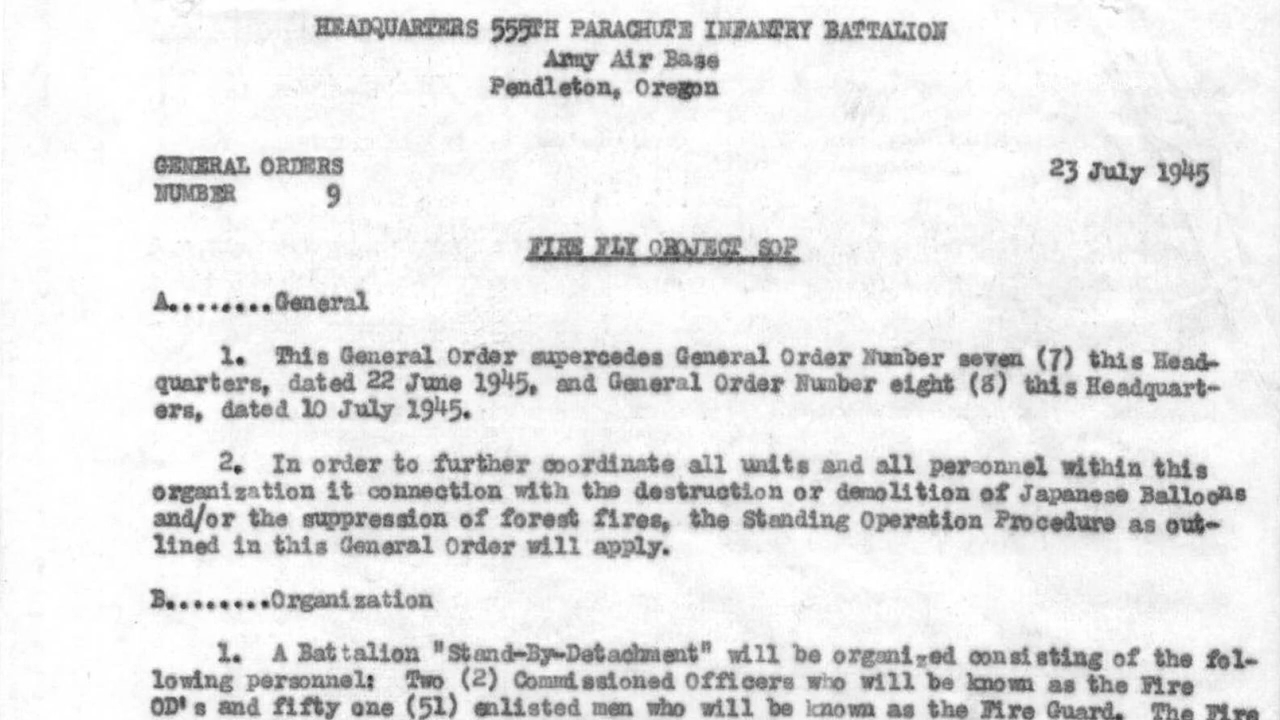 HEADQUARTERS 555TH PARACHUTE INFANTRY BATTALION
Army Air Base
Pendleton, Oregon
GENERAL ORDERS 23 July 1945
NUMBER 9
FIRE FLY OROJECT SOP
A........General
1. This General Order supercedes General Order Number seven (7) this Head-
quarters, dated 22 June 1945, and General Order Number eight (8) this Headquart-
ers, dated 10 July 1945.
2. In order to further coordinate all units and all personnel within this
organization it connection with the destruction or demolition of Japanese Balloons
and/or the suppression of forest fires, the Standing Operation Procedure as out-
lined in this General Order will apply.
B........Organization
1. A Battalion "Stand-By-Detachment" will be organized consisting of the fol-
lowing personnel: Two (2) Commissioned Officers who will be known as the Fire
OD's and fifty one (51) enlisted men who will be known as the Fire Guard. The Fire